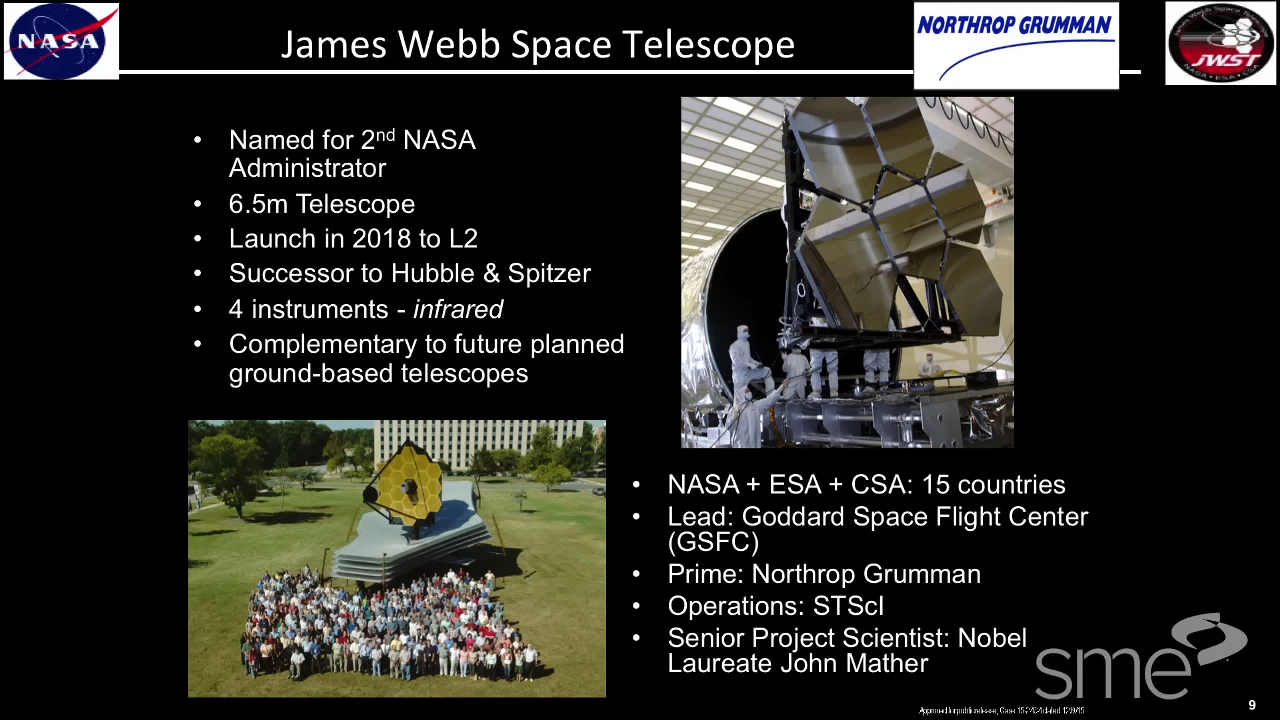 NASA
James Webb Space Telescope
NORTHROP GRUMMAN
JWST
• Named for 2nd NASA
Administrator
• 6.5m Telescope
• Launch in 2018 to L2
• Successor to Hubble & Spitzer
• 4 instruments - infrared
• Complementary to future planned
ground-based telescopes
• NASA + ESA + CSA: 15 countries
• Lead: Goddard Space Flight Center
(GSFC)
• Prime: Northrop Grumman
• Operations: STScI
• Senior Project Scientist: Nobel
Laureate John Mather
sme
9